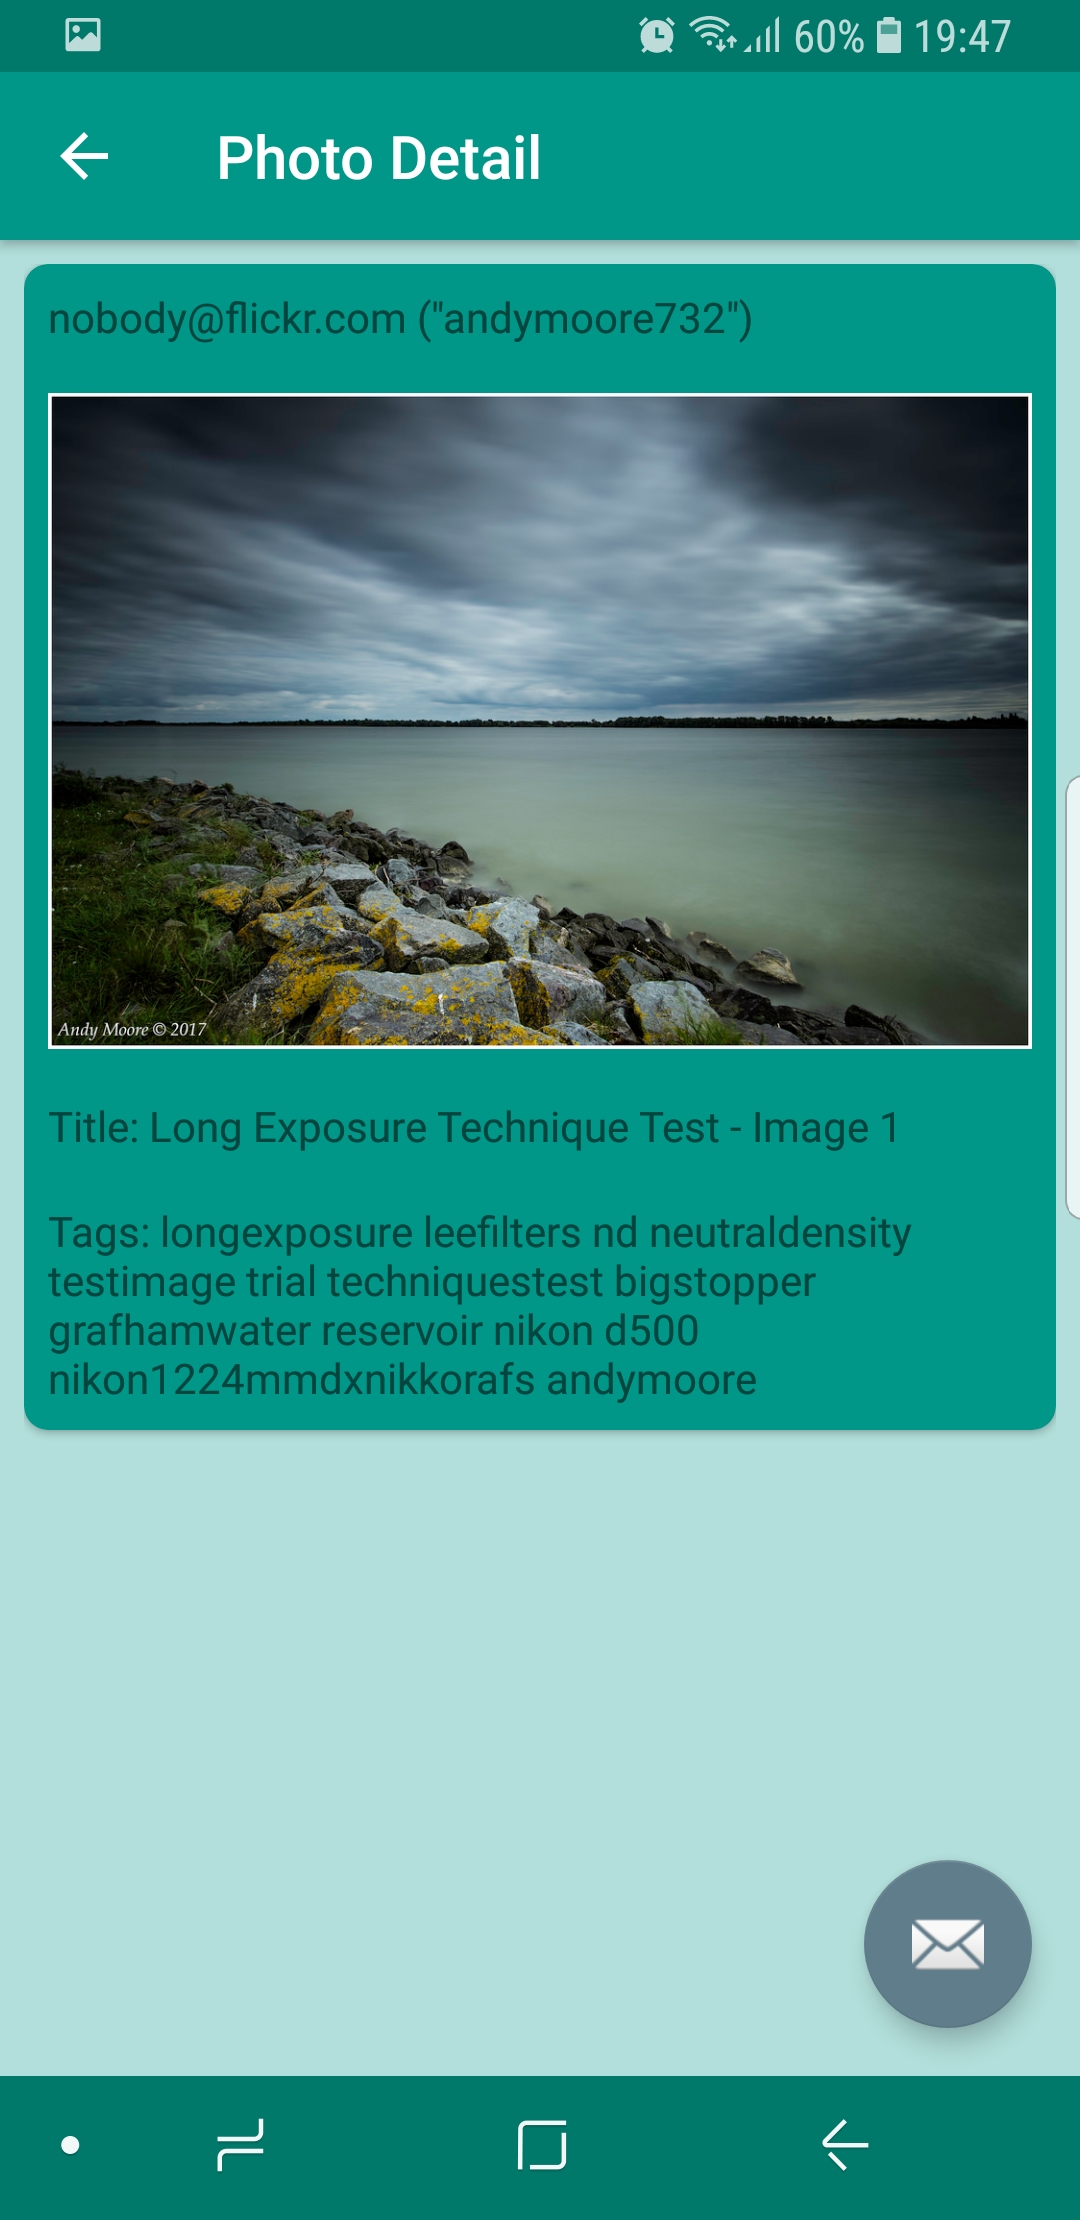 60% 19:47
Photo Detail
nobody@flickr.com ("andymoore732")
Andy Moore © 2017
Title: Long Exposure Technique Test - Image 1
Tags: longexposure leefilters nd neutraldensity
testimage trial techniquestest bigstopper
grafhamwater reservoir nikon d500
nikon1224mmdxnikkorafs andymoore